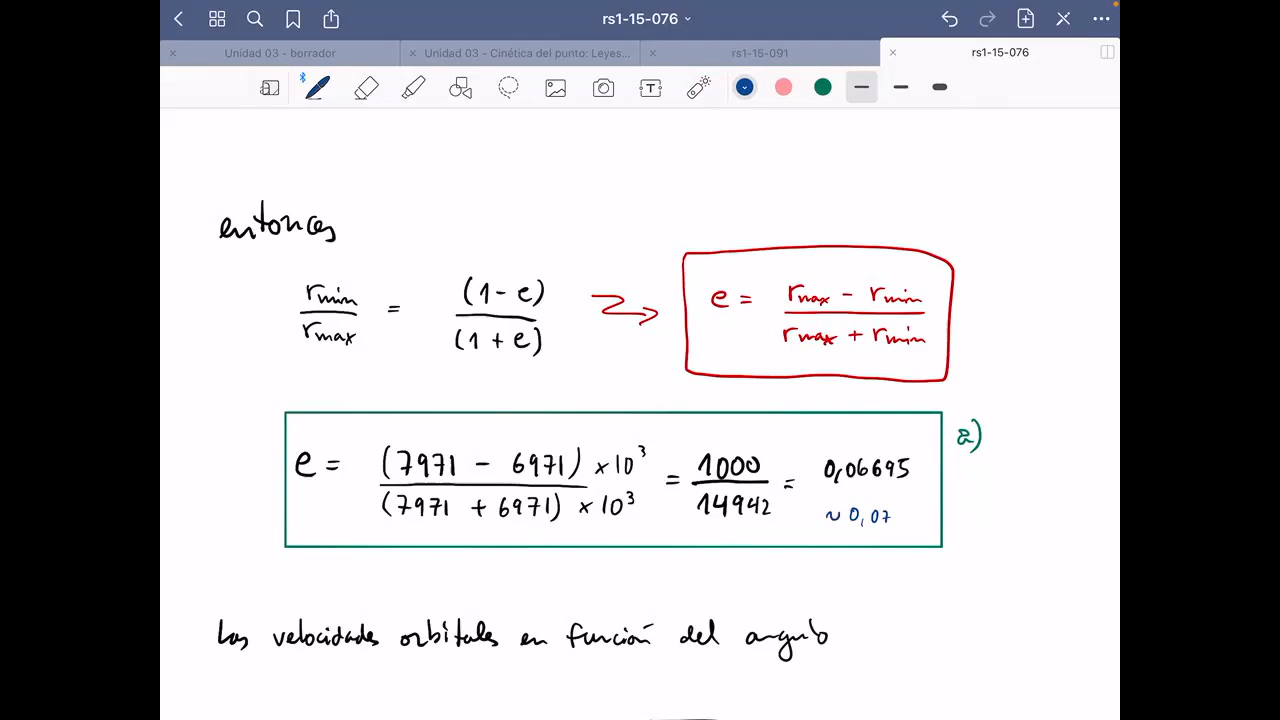 rs1-15-076
Unidad 03 - borrador
Unidad 03 - Cinética del punto: Leyes...
rs1-15-091
rs1-15-076
T
entonces
rmin / rmax = (1 - e) / (1 + e)
e = rmax - rmin / rmax + rmin
e = (7971 - 6971) × 10³ / (7971 + 6971) × 10³ = 1000 / 14942 = 0,06695
~ 0,07
a)
Las velocidades orbitales en función del angulo